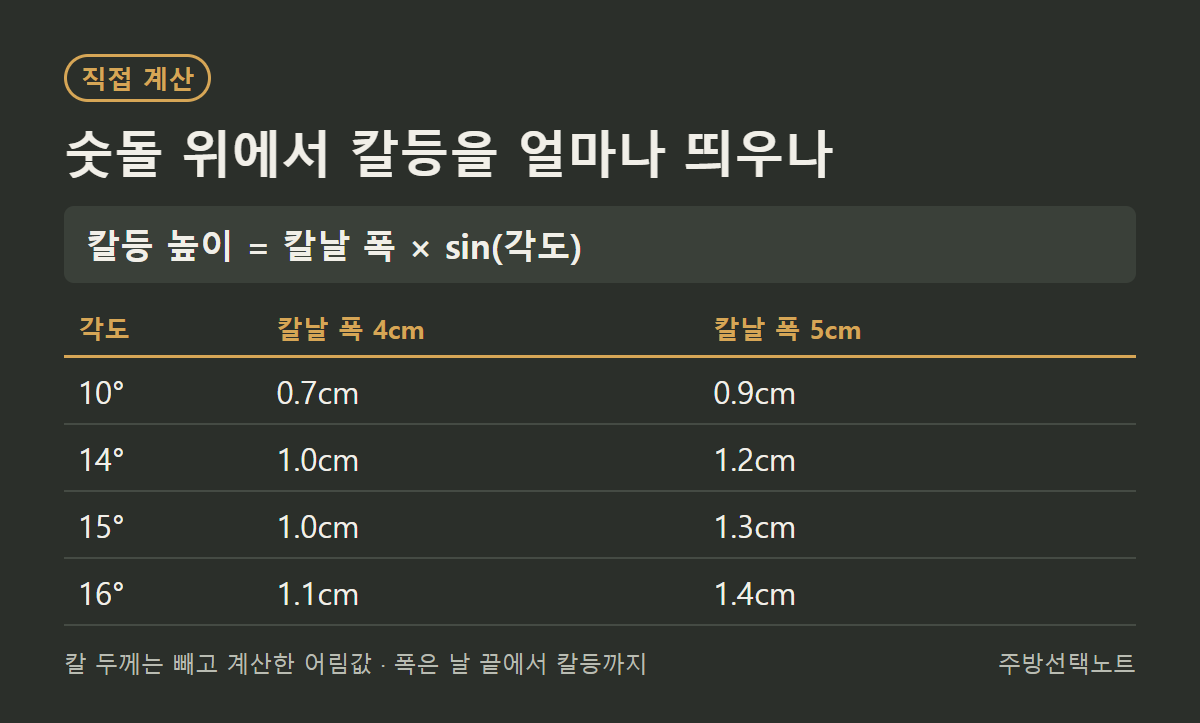 직접 계산
숫돌 위에서 칼등을 얼마나 띄우나
칼등 높이 = 칼날 폭 × sin(각도)
각도 칼날 폭 4cm 칼날 폭 5cm
10° 0.7cm 0.9cm
14° 1.0cm 1.2cm
15° 1.0cm 1.3cm
16° 1.1cm 1.4cm
칼 두께는 빼고 계산한 어림값 · 폭은 날 끝에서 칼등까지 주방선택노트